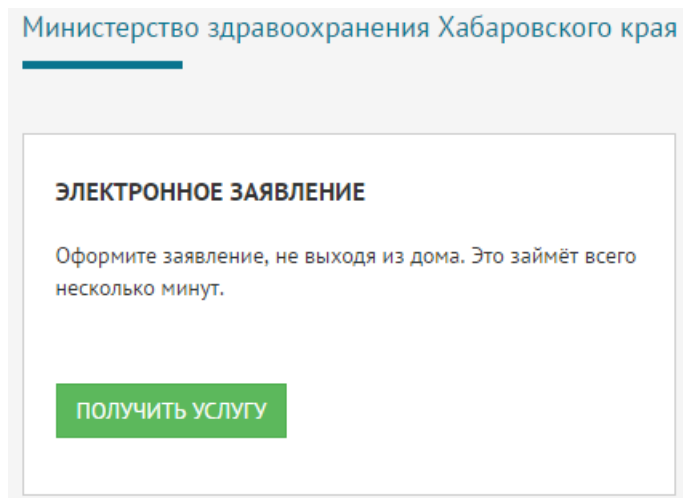 Министерство здравоохранения Хабаровского края
ЭЛЕКТРОННОЕ ЗАЯВЛЕНИЕ
Оформите заявление, не выходя из дома. Это займёт всего
несколько минут.
ПОЛУЧИТЬ УСЛУГУ